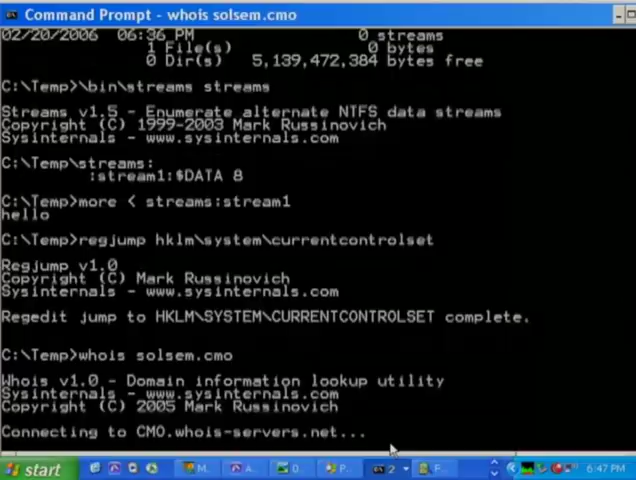 Command Prompt - whois solsem.cmo
02/20/2006  06:36 PM                 0 streams
1 File(s)              0 bytes
0 Dir(s)   5,139,472,384 bytes free
C:\Temp>\bin\streams streams
Streams v1.5 - Enumerate alternate NTFS data streams
Copyright (C) 1999-2003 Mark Russinovich
Sysinternals - www.sysinternals.com
C:\Temp\streams:
:stream1:$DATA 8
C:\Temp>more < streams:stream1
hello
C:\Temp>regjump hklm\system\currentcontrolset
Regjump v1.0
Copyright (C) Mark Russinovich
Sysinternals - www.sysinternals.com
Regedit jump to HKLM\SYSTEM\CURRENTCONTROLSET complete.
C:\Temp>whois solsem.cmo
Whois v1.0 - Domain information lookup utility
Sysinternals - www.sysinternals.com
Copyright (C) 2005 Mark Russinovich
Connecting to CMO.whois-servers.net...
start M... A... 0... P... 2 F... 6:47 PM